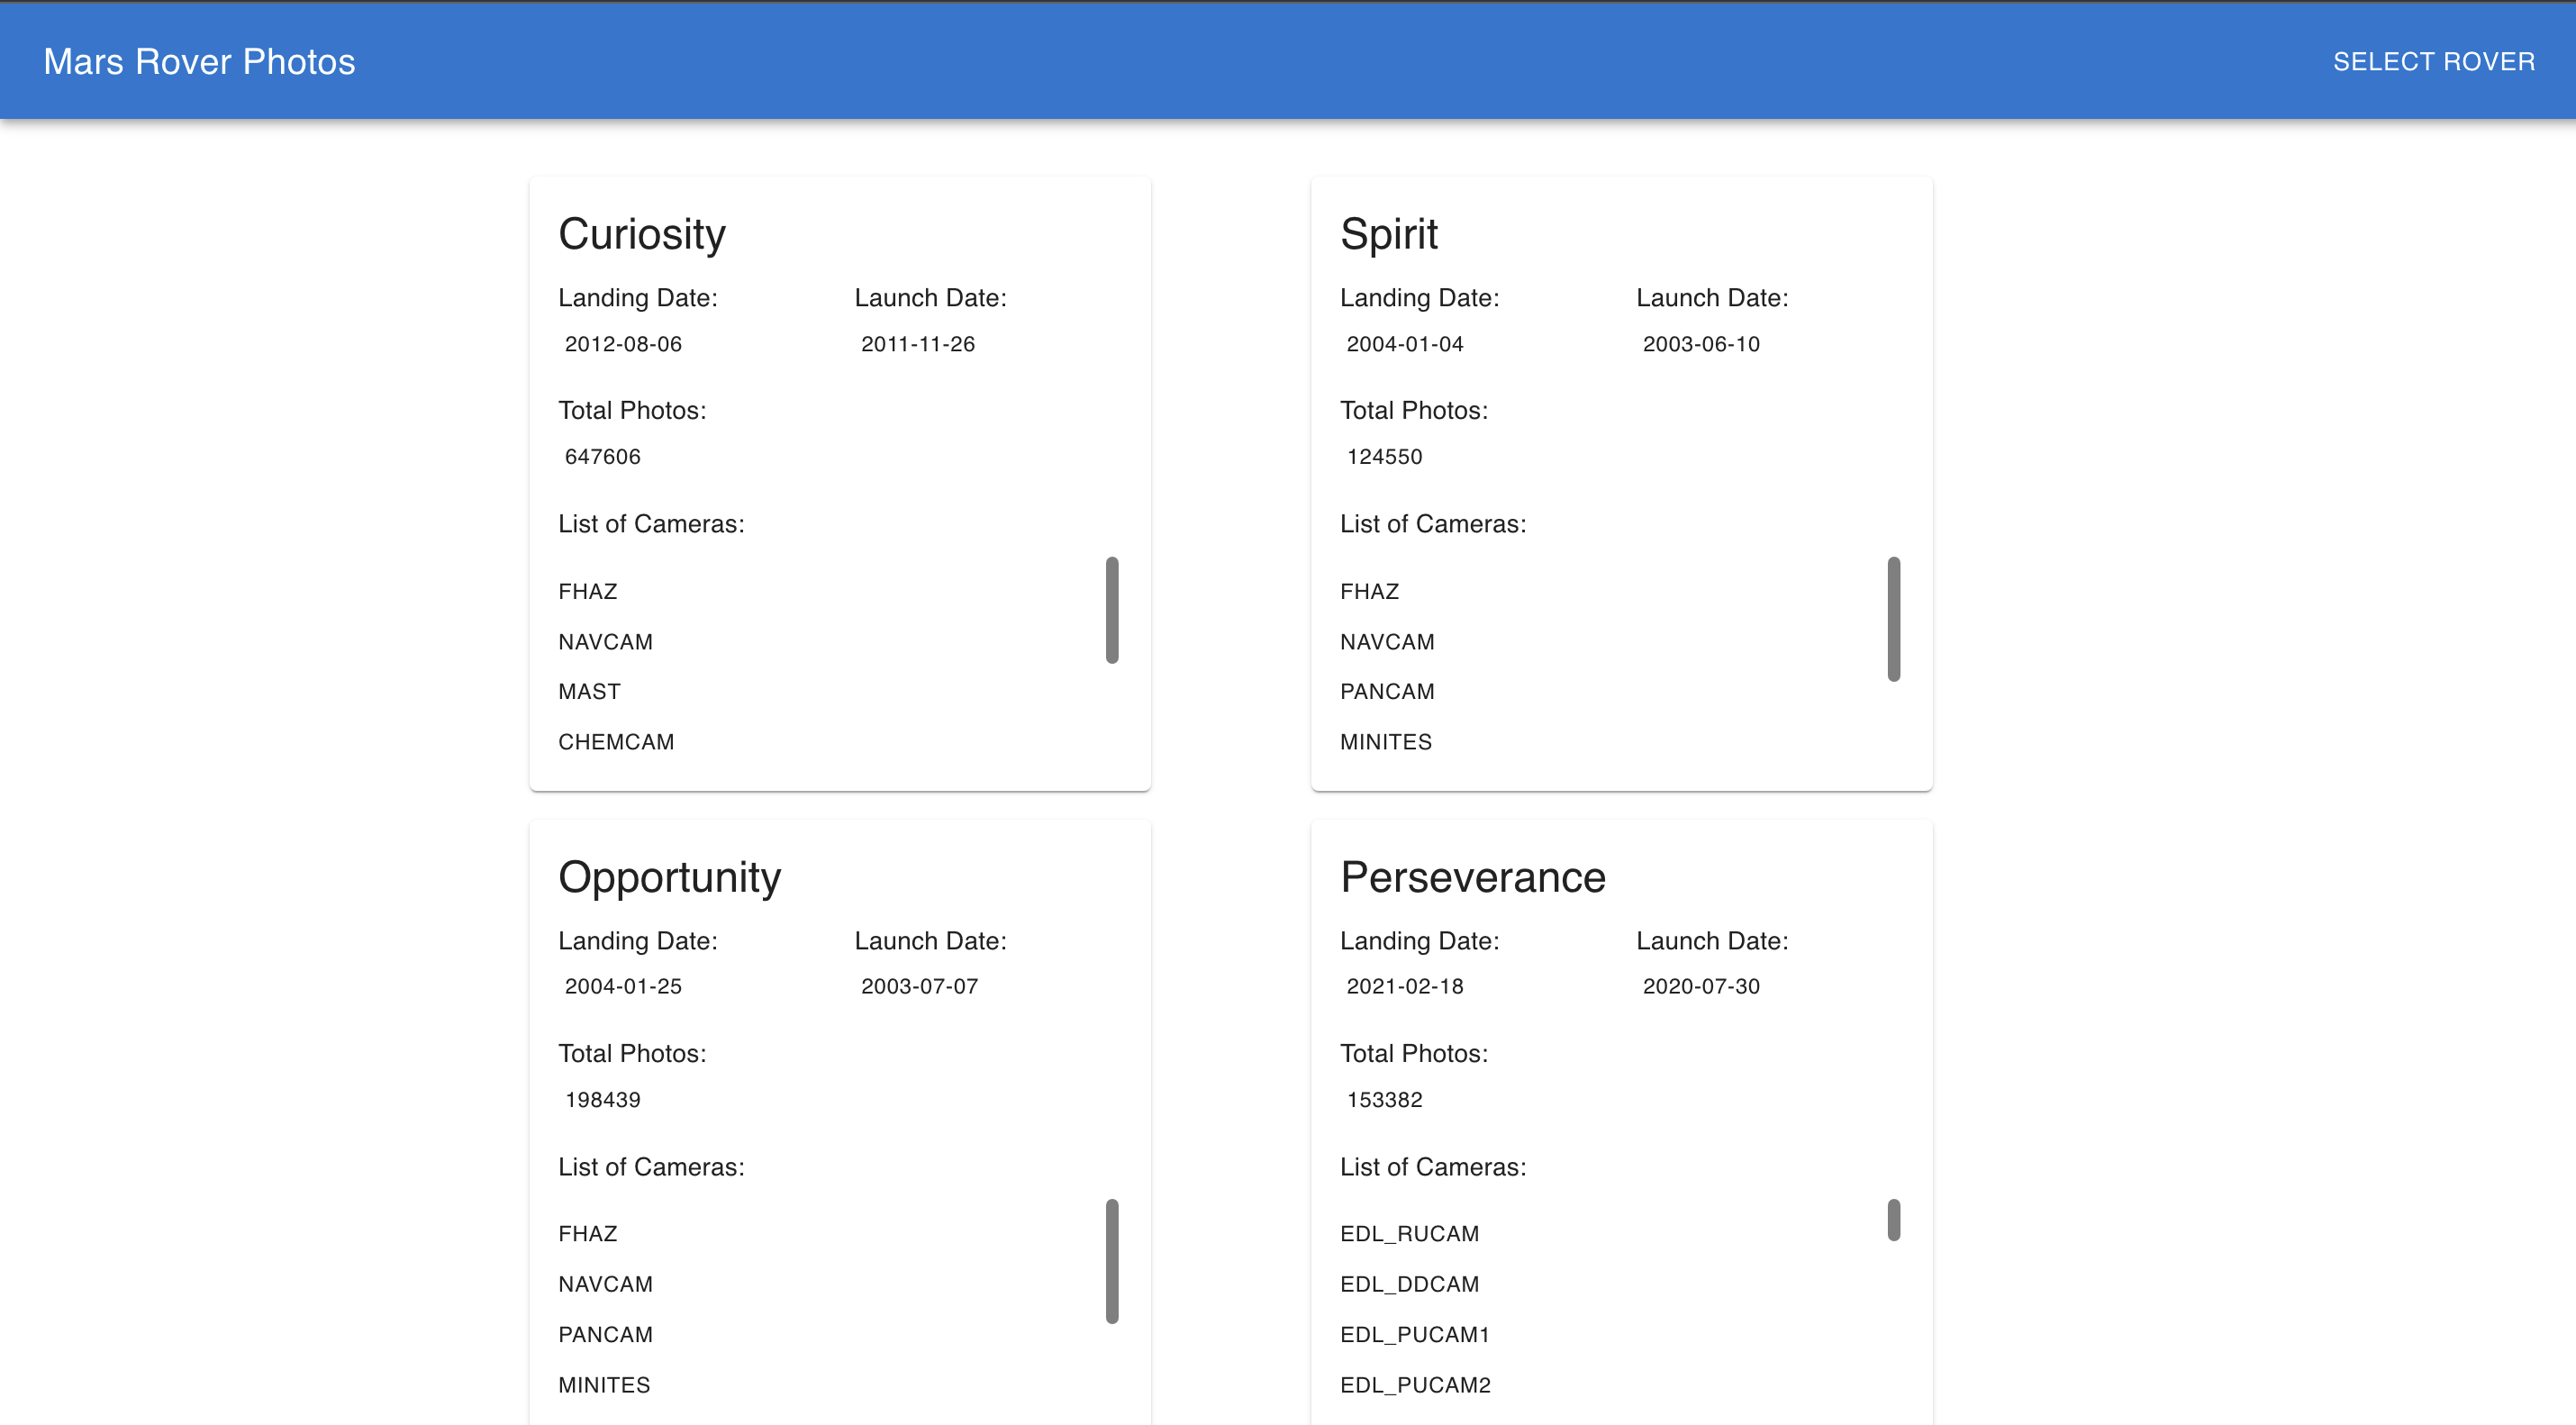 Mars Rover Photos
SELECT ROVER
Curiosity
Landing Date: Launch Date:
2012-08-06 2011-11-26
Total Photos:
647606
List of Cameras:
FHAZ
NAVCAM
MAST
CHEMCAM
Spirit
Landing Date: Launch Date:
2004-01-04 2003-06-10
Total Photos:
124550
List of Cameras:
FHAZ
NAVCAM
PANCAM
MINITES
Opportunity
Landing Date: Launch Date:
2004-01-25 2003-07-07
Total Photos:
198439
List of Cameras:
FHAZ
NAVCAM
PANCAM
MINITES
Perseverance
Landing Date: Launch Date:
2021-02-18 2020-07-30
Total Photos:
153382
List of Cameras:
EDL_RUCAM
EDL_DDCAM
EDL_PUCAM1
EDL_PUCAM2